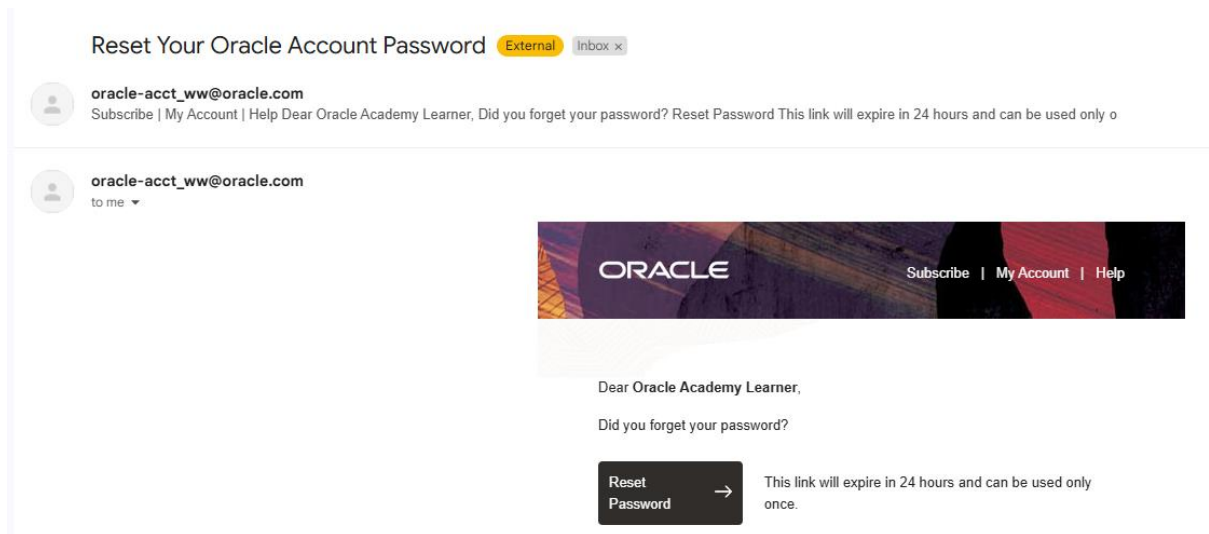 Reset Your Oracle Account Password External Inbox x
oracle-acct_ww@oracle.com
Subscribe | My Account | Help Dear Oracle Academy Learner, Did you forget your password? Reset Password This link will expire in 24 hours and can be used only o
oracle-acct_ww@oracle.com
to me
ORACLE Subscribe | My Account | Help
Dear Oracle Academy Learner,
Did you forget your password?
Reset
Password
This link will expire in 24 hours and can be used only
once.